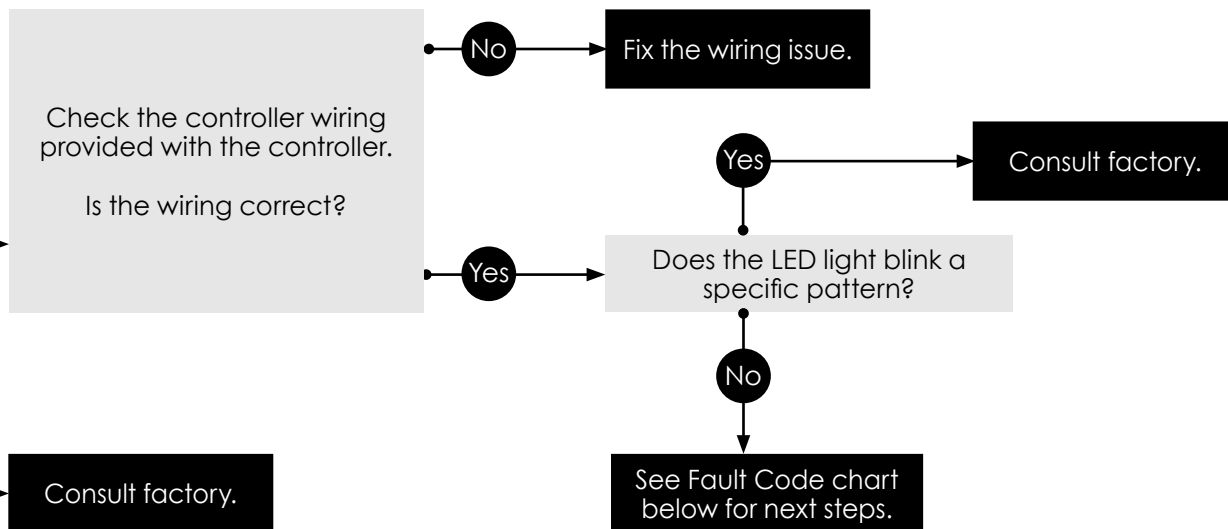 No
Fix the wiring issue.
Check the controller wiring
provided with the controller.
Is the wiring correct?
Yes
Consult factory.
Yes
Does the LED light blink a
specific pattern?
No
Consult factory.
See Fault Code chart
below for next steps.